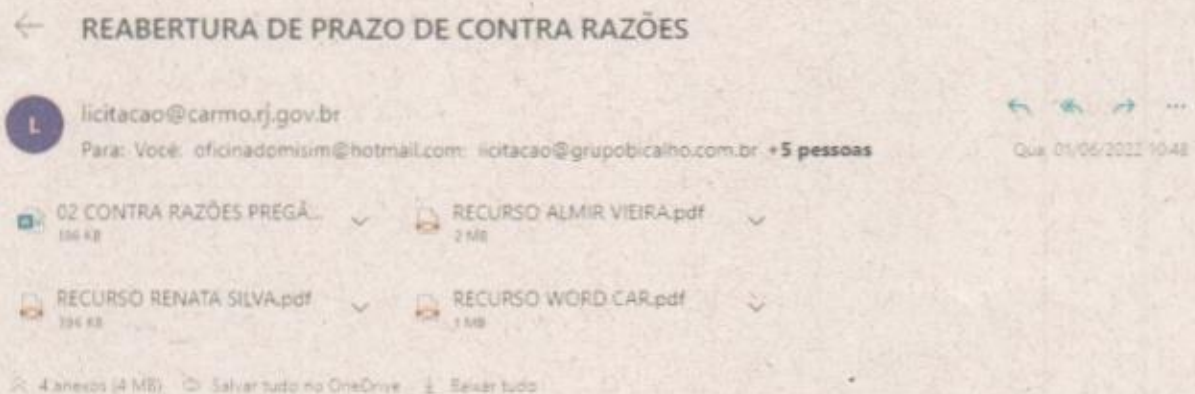 REABERTURA DE PRAZO DE CONTRA RAZÕES
L
licitacao@carmo.rj.gov.br
Para: Você; oficinadomisim@hotmail.com; licitacao@grupobicalho.com.br +5 pessoas
Qua, 01/06/2022 10:48
02 CONTRA RAZÕES PREGÃ...
RECURSO ALMIR VIEIRA.pdf
2 MB
RECURSO RENATA SILVA.pdf
RECURSO WORD CAR.pdf
1 MB
4 anexos (4 MB) Salvar tudo no OneDrive Baixar tudo